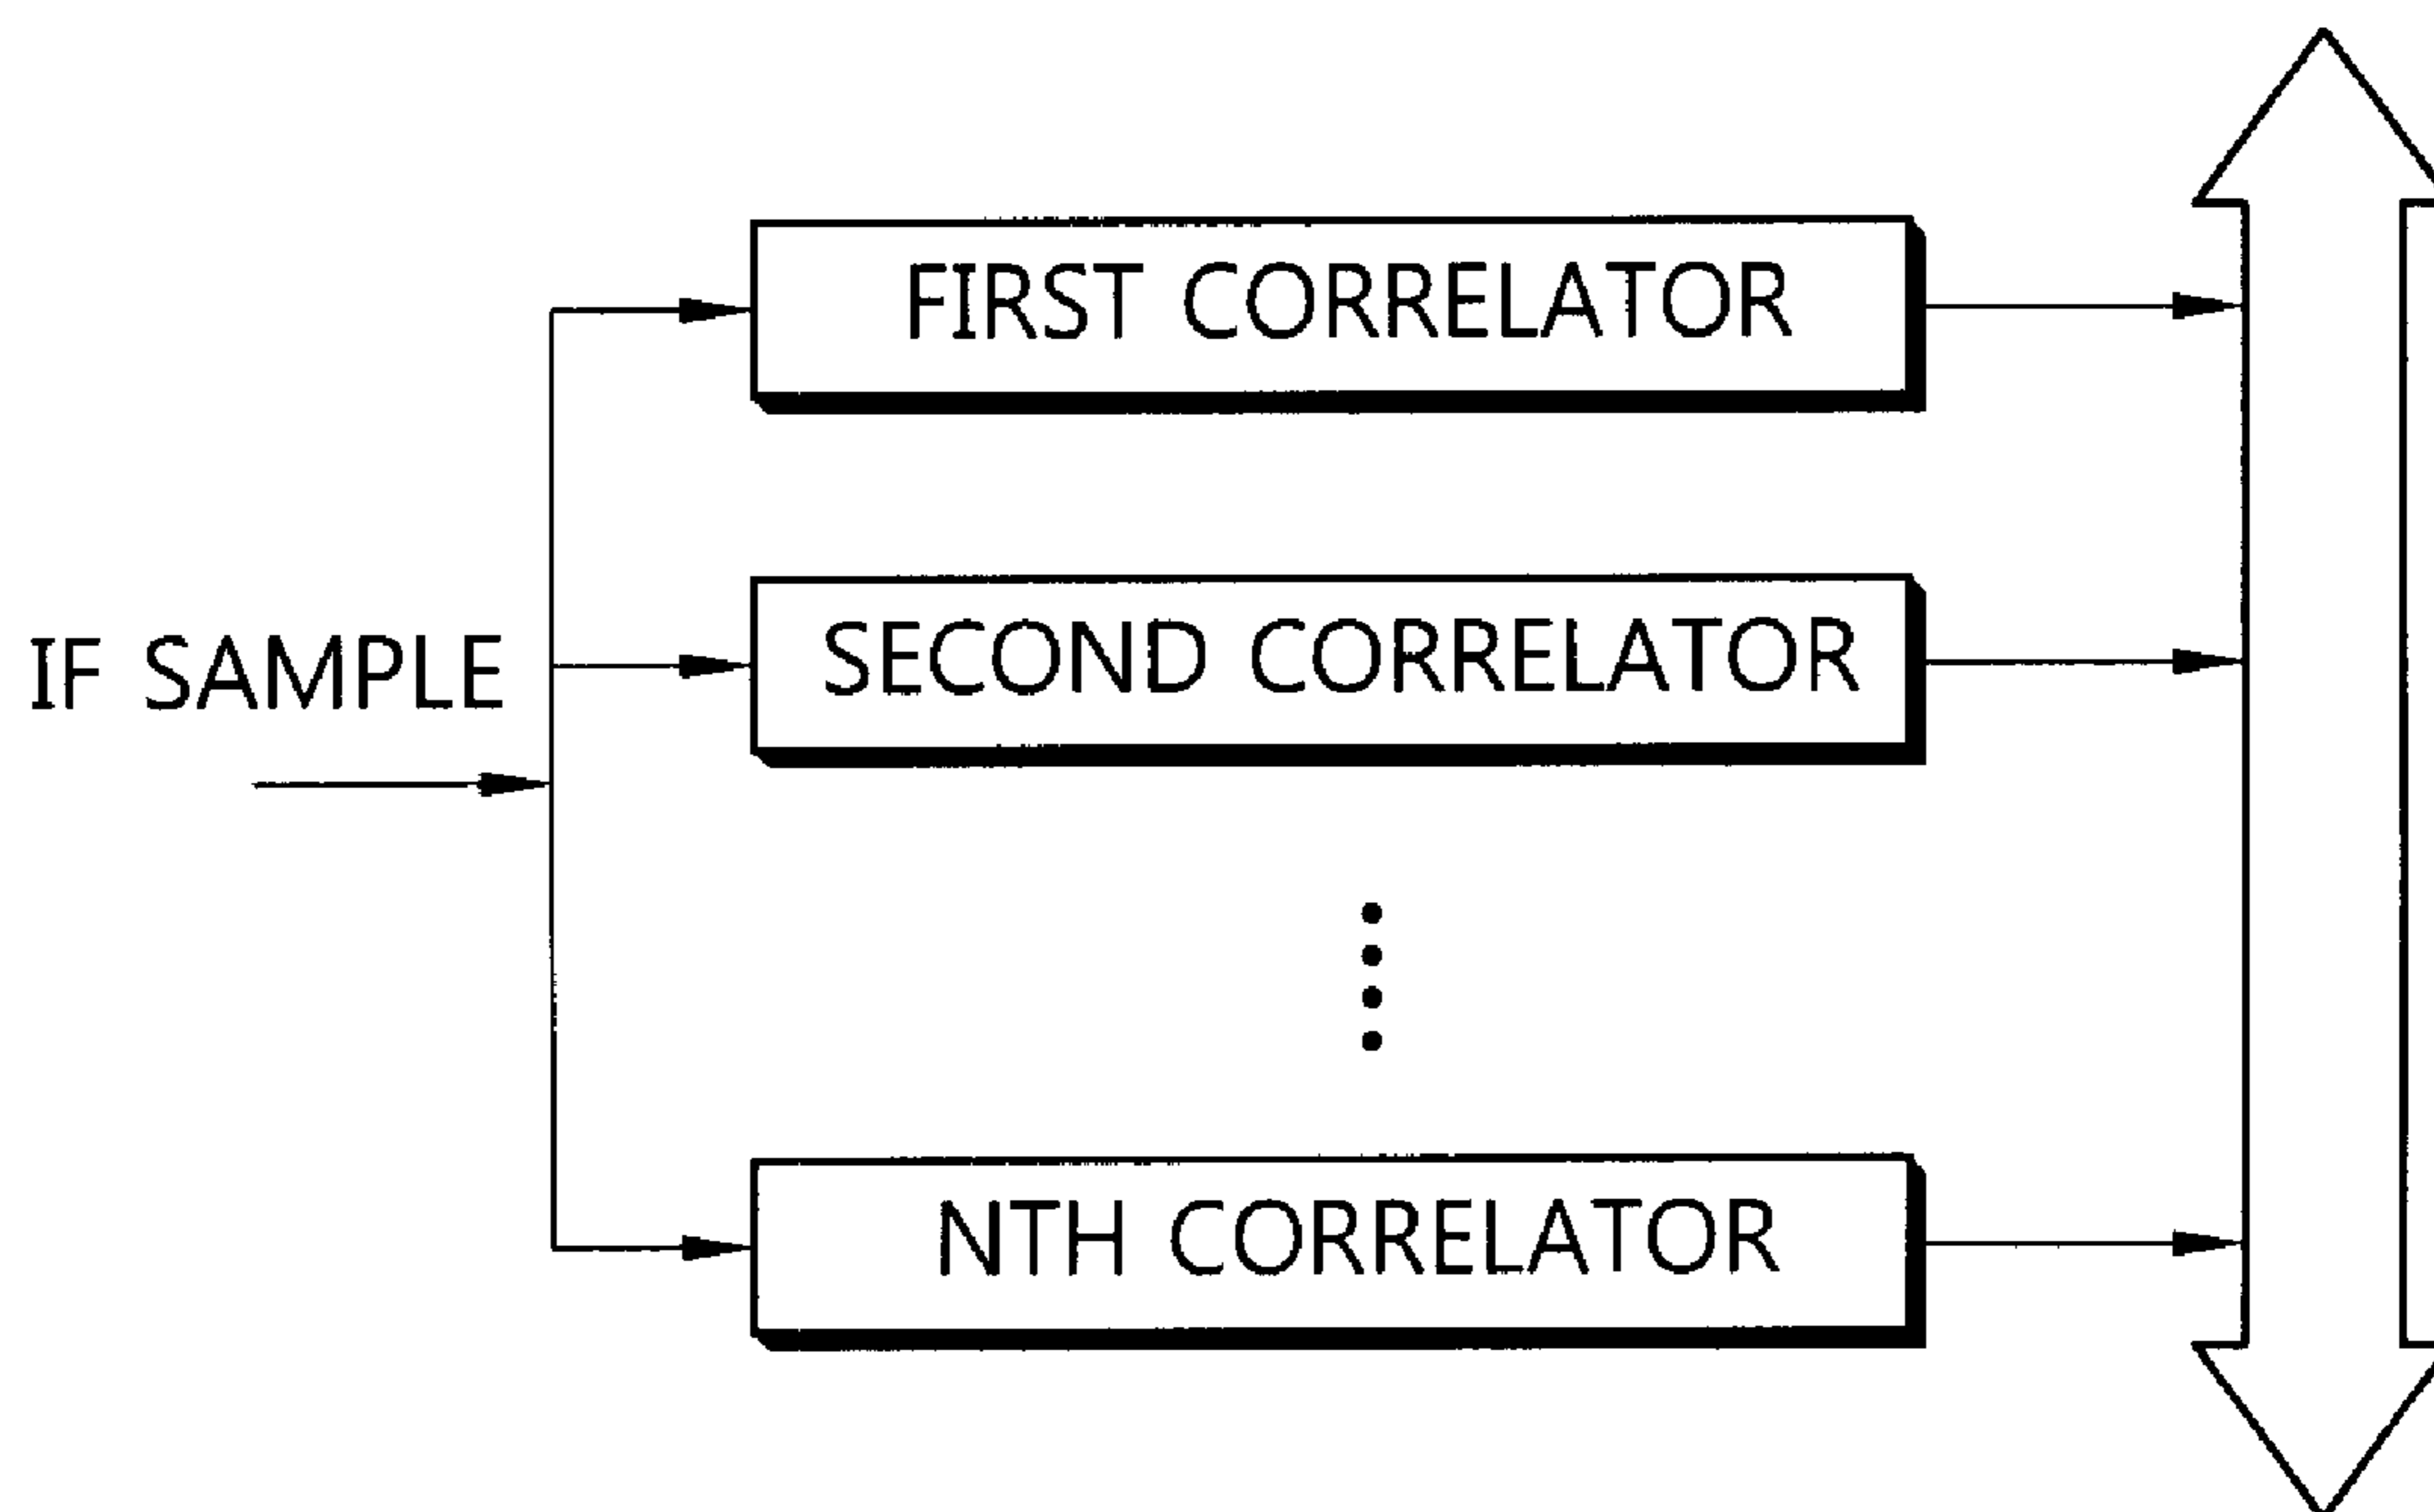 FIRST CORRELATOR
IF SAMPLE
SECOND CORRELATOR
NTH CORRELATOR